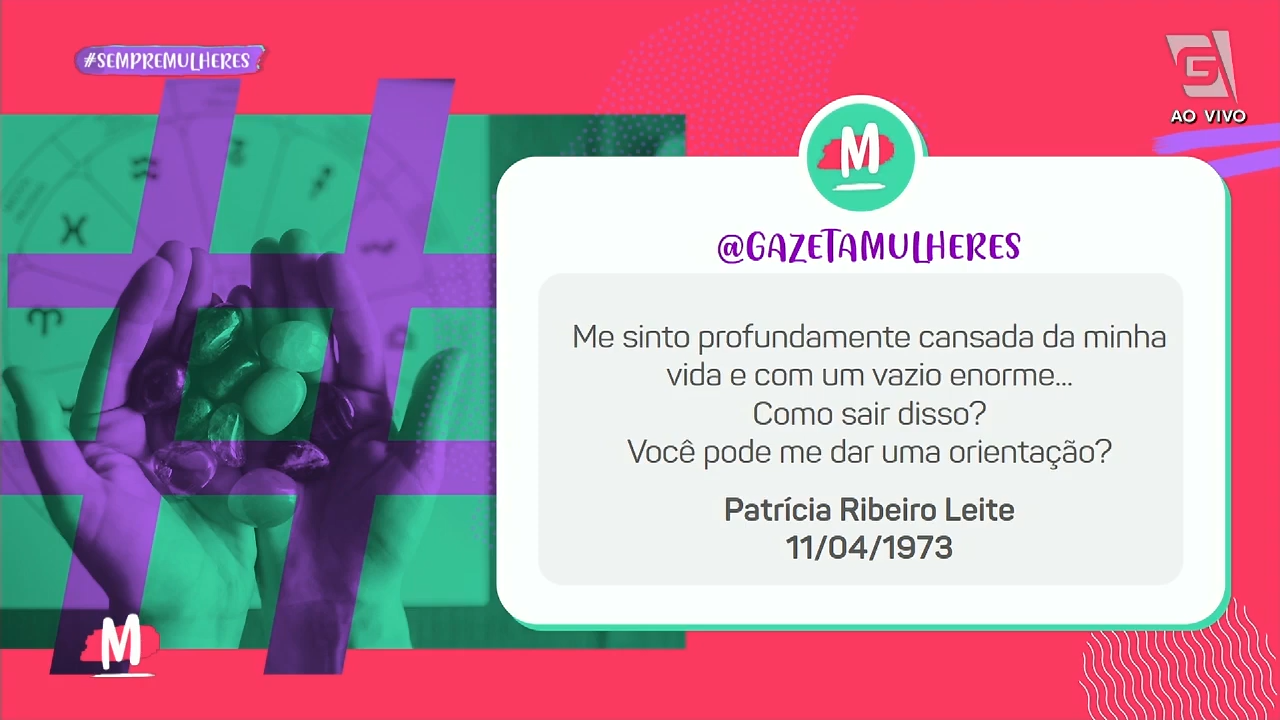 #SEMPREMULHERES
G
AO VIVO
M
@GAZETAMULHERES
Me sinto profundamente cansada da minha
vida e com um vazio enorme...
Como sair disso?
Você pode me dar uma orientação?
Patrícia Ribeiro Leite
11/04/1973
M